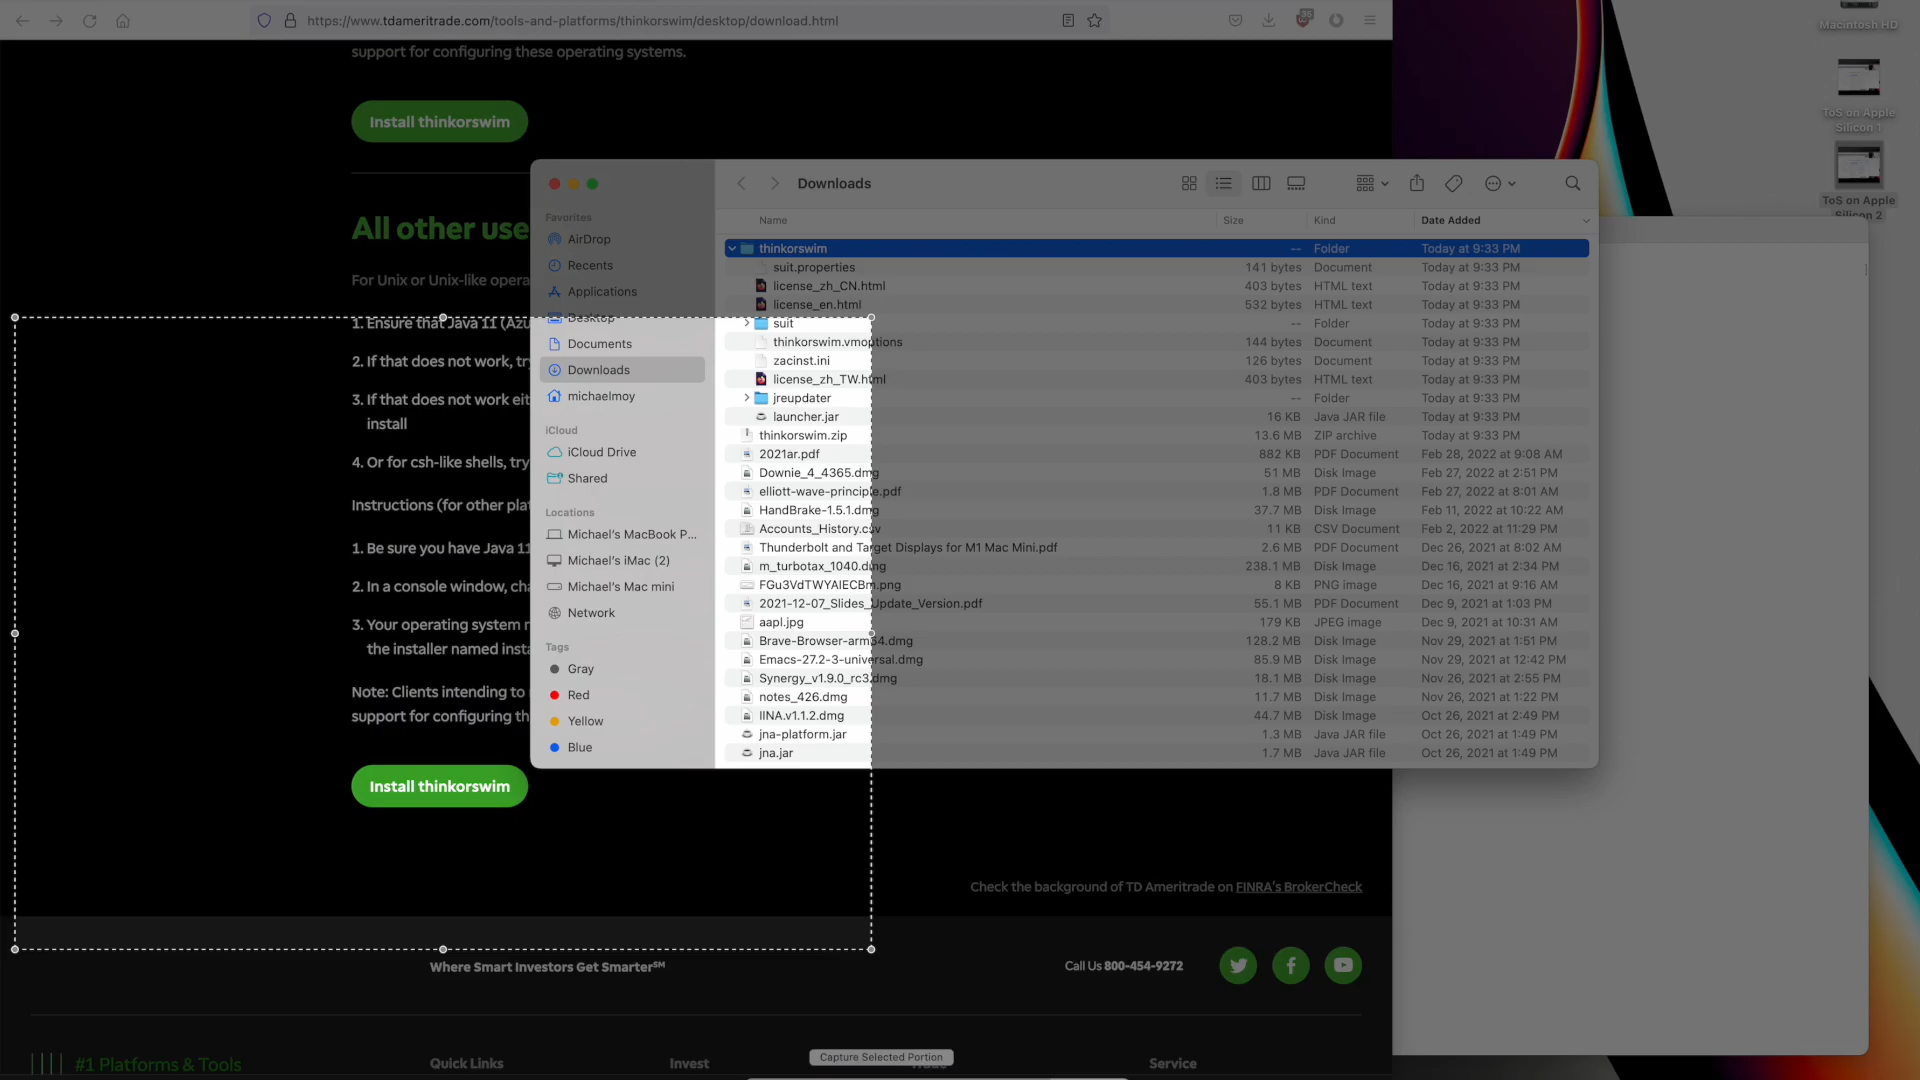 https://www.tdameritrade.com/tools-and-platforms/thinkorswim/desktop/download.html
35
Macintosh HD
support for configuring these operating systems.
ToS on Apple
Silicon 1
Install thinkorswim
ToS on Apple
Silicon 2
Downloads
Favorites
Name Size Kind Date Added
All other use
AirDrop
thinkorswim -- Folder Today at 9:33 PM
Recents
suit.properties 141 bytes Document Today at 9:33 PM
For Unix or Unix-like opera
license_zh_CN.html 403 bytes HTML text Today at 9:33 PM
Applications
license_en.html 532 bytes HTML text Today at 9:33 PM
1. Ensure that Java 11 (Azu
Desktop
suit -- Folder Today at 9:33 PM
Documents
thinkorswim.vmoptions 144 bytes Document Today at 9:33 PM
2. If that does not work, try
zacinst.ini 126 bytes Document Today at 9:33 PM
Downloads
license_zh_TW.html 403 bytes HTML text Today at 9:33 PM
3. If that does not work eit
michaelmoy
jreupdater -- Folder Today at 9:33 PM
install
launcher.jar 16 KB Java JAR file Today at 9:33 PM
iCloud
thinkorswim.zip 13.6 MB ZIP archive Today at 9:33 PM
iCloud Drive
2021ar.pdf 882 KB PDF Document Feb 28, 2022 at 9:08 AM
4. Or for csh-like shells, try
Downie_4_4365.dmg 51 MB Disk Image Feb 27, 2022 at 2:51 PM
Shared
elliott-wave-principle.pdf 1.8 MB PDF Document Feb 27, 2022 at 8:01 AM
Instructions (for other plat
Locations
HandBrake-1.5.1.dmg 37.7 MB Disk Image Feb 11, 2022 at 10:22 AM
Michael's MacBook P...
Accounts_History.csv 11 KB CSV Document Feb 2, 2022 at 11:29 PM
1. Be sure you have Java 11
Thunderbolt and Target Displays for M1 Mac Mini.pdf 2.6 MB PDF Document Dec 26, 2021 at 8:02 AM
Michael's iMac (2)
m_turbotax_1040.dmg 238.1 MB Disk Image Dec 16, 2021 at 2:34 PM
2. In a console window, cha
Michael's Mac mini
FGu3VdTWYAIECBm.png 8 KB PNG image Dec 16, 2021 at 9:16 AM
Network
2021-12-07_Slides_Update_Version.pdf 55.1 MB PDF Document Dec 9, 2021 at 1:03 PM
3. Your operating system
aapl.jpg 179 KB JPEG image Dec 9, 2021 at 10:31 AM
the installer named insta
Tags
Brave-Browser-arm64.dmg 128.2 MB Disk Image Nov 29, 2021 at 1:51 PM
Gray
Emacs-27.2-3-universal.dmg 85.9 MB Disk Image Nov 29, 2021 at 12:42 PM
Synergy_v1.9.0_rc3.dmg 18.1 MB Disk Image Nov 26, 2021 at 2:55 PM
Note: Clients intending to
Red
notes_426.dmg 11.7 MB Disk Image Nov 26, 2021 at 1:22 PM
support for configuring th
Yellow
IINA.v1.1.2.dmg 44.7 MB Disk Image Oct 26, 2021 at 2:49 PM
jna-platform.jar 1.3 MB Java JAR file Oct 26, 2021 at 1:49 PM
Blue
jna.jar 1.7 MB Java JAR file Oct 26, 2021 at 1:49 PM
Install thinkorswim
Check the background of TD Ameritrade on FINRA's BrokerCheck
Where Smart Investors Get Smarter℠
Call Us 800-454-9272
#1 Platforms & Tools
Quick Links
Invest
Capture Selected Portion
Service